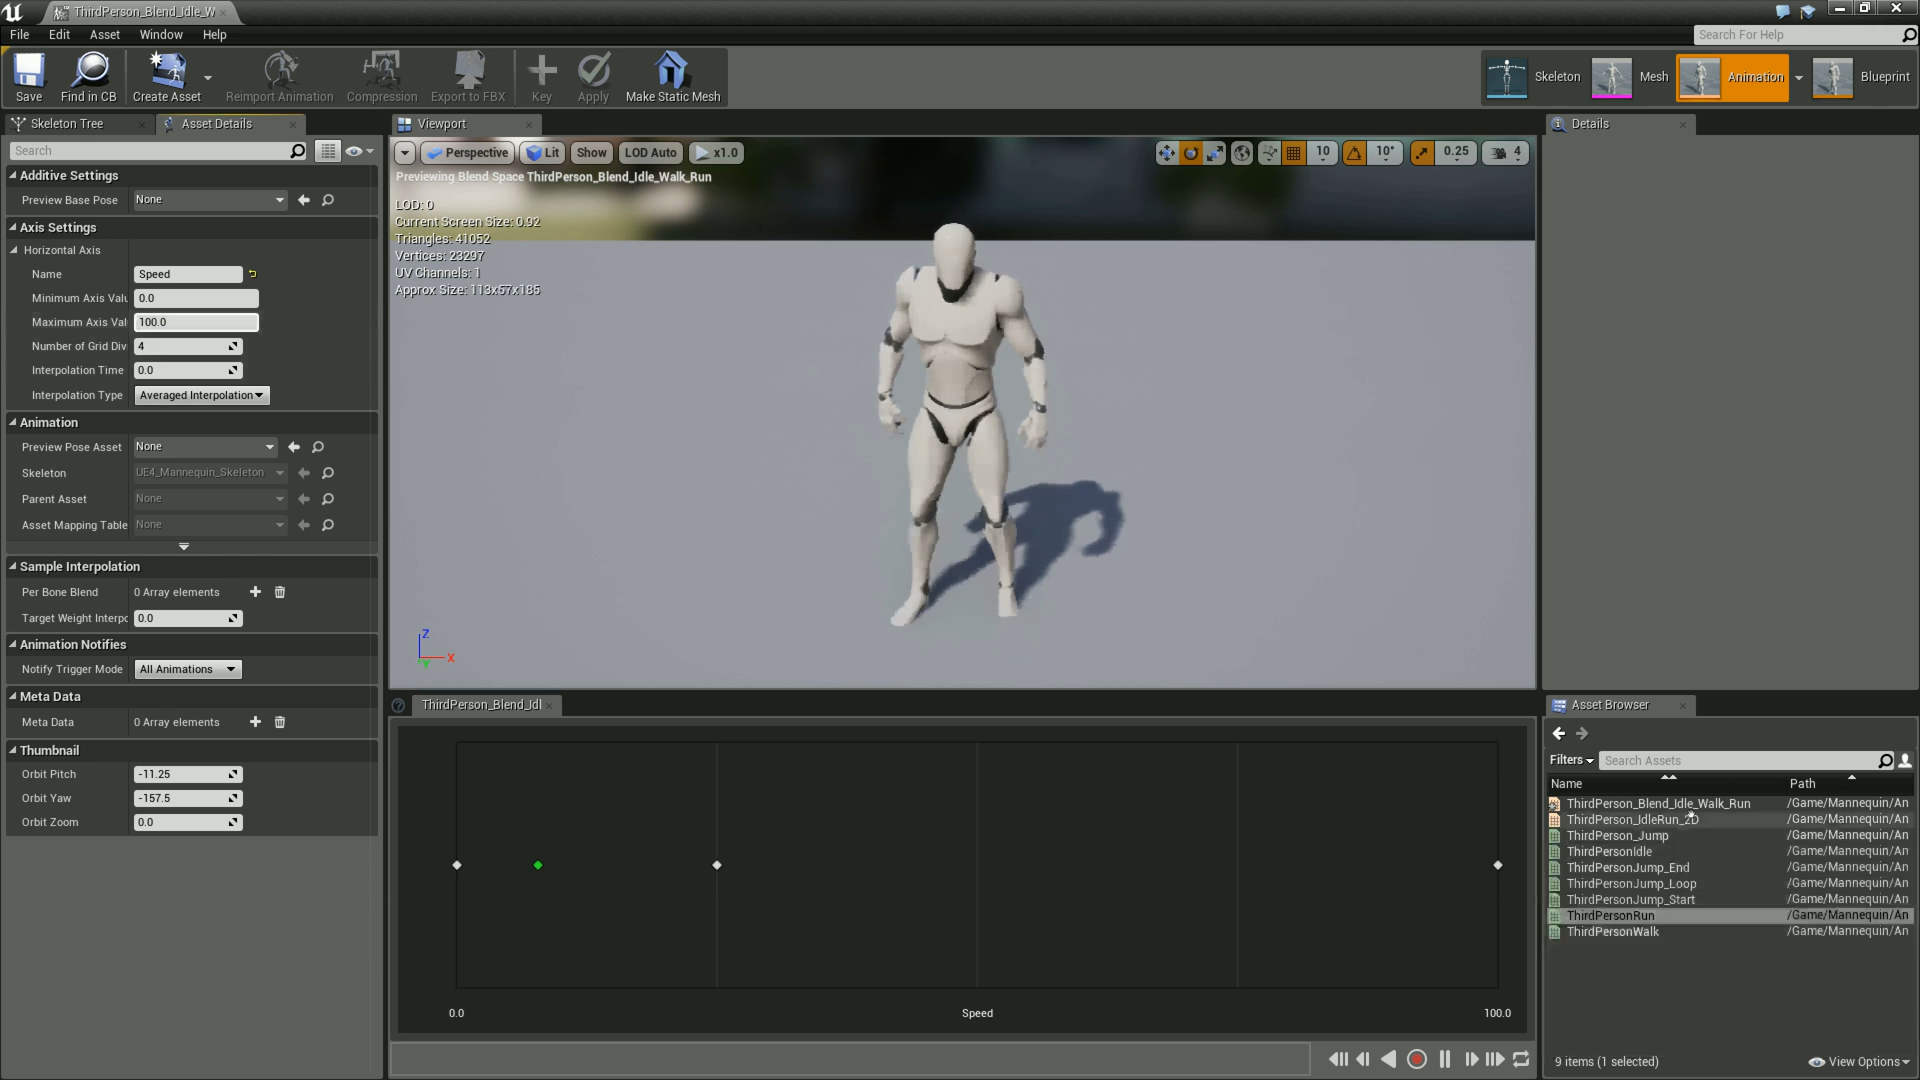 ThirdPerson_Blend_Idle_W
File Edit Asset Window Help
Search For Help
Save Find in CB Create Asset Reimport Animation Compression Export to FBX Key Apply Make Static Mesh
Skeleton Mesh Animation Blueprint
Skeleton Tree Asset Details
Search
Additive Settings
Preview Base Pose None
Axis Settings
Horizontal Axis
Name Speed
Minimum Axis Valu 0.0
Maximum Axis Val 100.0
Number of Grid Div 4
Interpolation Time 0.0
Interpolation Type Averaged Interpolation
Animation
Preview Pose Asset None
Skeleton UE4_Mannequin_Skeleton
Parent Asset None
Asset Mapping Table None
Sample Interpolation
Per Bone Blend 0 Array elements
Target Weight Interpo 0.0
Animation Notifies
Notify Trigger Mode All Animations
Meta Data
Meta Data 0 Array elements
Thumbnail
Orbit Pitch -11.25
Orbit Yaw -157.5
Orbit Zoom 0.0
Viewport
Perspective Lit Show LOD Auto x1.0
10 10° 0.25 4
Previewing Blend Space ThirdPerson_Blend_Idle_Walk_Run
LOD: 0
Current Screen Size: 0.92
Triangles: 41052
Vertices: 23297
UV Channels: 1
Approx Size: 113x57x185
Z
X
Y
ThirdPerson_Blend_Idl
0.0 Speed 100.0
Details
Asset Browser
Filters Search Assets
Name Path
ThirdPerson_Blend_Idle_Walk_Run /Game/Mannequin/An
ThirdPerson_IdleRun_2D /Game/Mannequin/An
ThirdPerson_Jump /Game/Mannequin/An
ThirdPersonIdle /Game/Mannequin/An
ThirdPersonJump_End /Game/Mannequin/An
ThirdPersonJump_Loop /Game/Mannequin/An
ThirdPersonJump_Start /Game/Mannequin/An
ThirdPersonRun /Game/Mannequin/An
ThirdPersonWalk /Game/Mannequin/An
9 items (1 selected) View Options